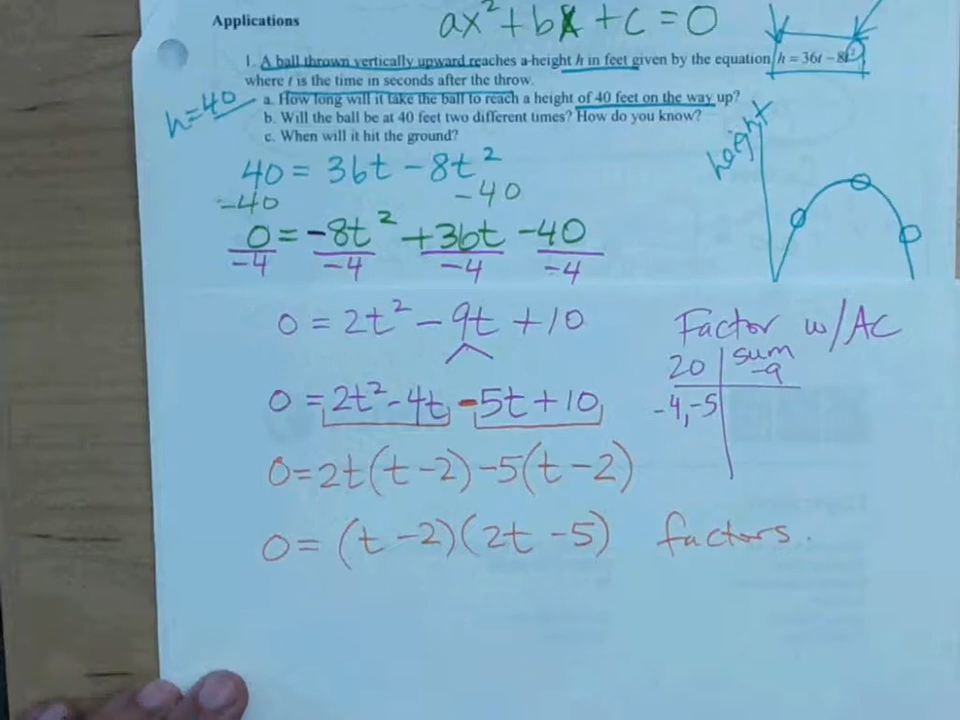 Applications
ax² + bx + c = 0
1. A ball thrown vertically upward reaches a height h in feet given by the equation h = 36t – 8t²
where t is the time in seconds after the throw.
h=40
a. How long will it take the ball to reach a height of 40 feet on the way up?
b. Will the ball be at 40 feet two different times? How do you know?
c. When will it hit the ground?
height
40 = 36t - 8t²
-40 -40
0 = -8t² + 36t - 40
-4 -4 -4 -4
0 = 2t² - 9t + 10
Factor w/AC
20 sum -9
-4, -5
0 = 2t² - 4t - 5t + 10
0 = 2t(t-2) - 5(t-2)
0 = (t-2)(2t-5) factors.